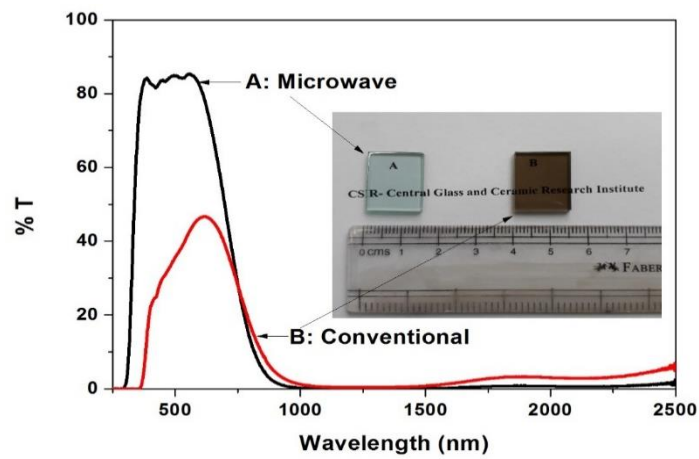 100
80
60
40
20
0
% T
A: Microwave
B: Conventional
A
B
CSIR- Central Glass and Ceramic Research Institute
0 cms 1 2 3 4 5 6 7
FABER
500 1000 1500 2000 2500
Wavelength (nm)